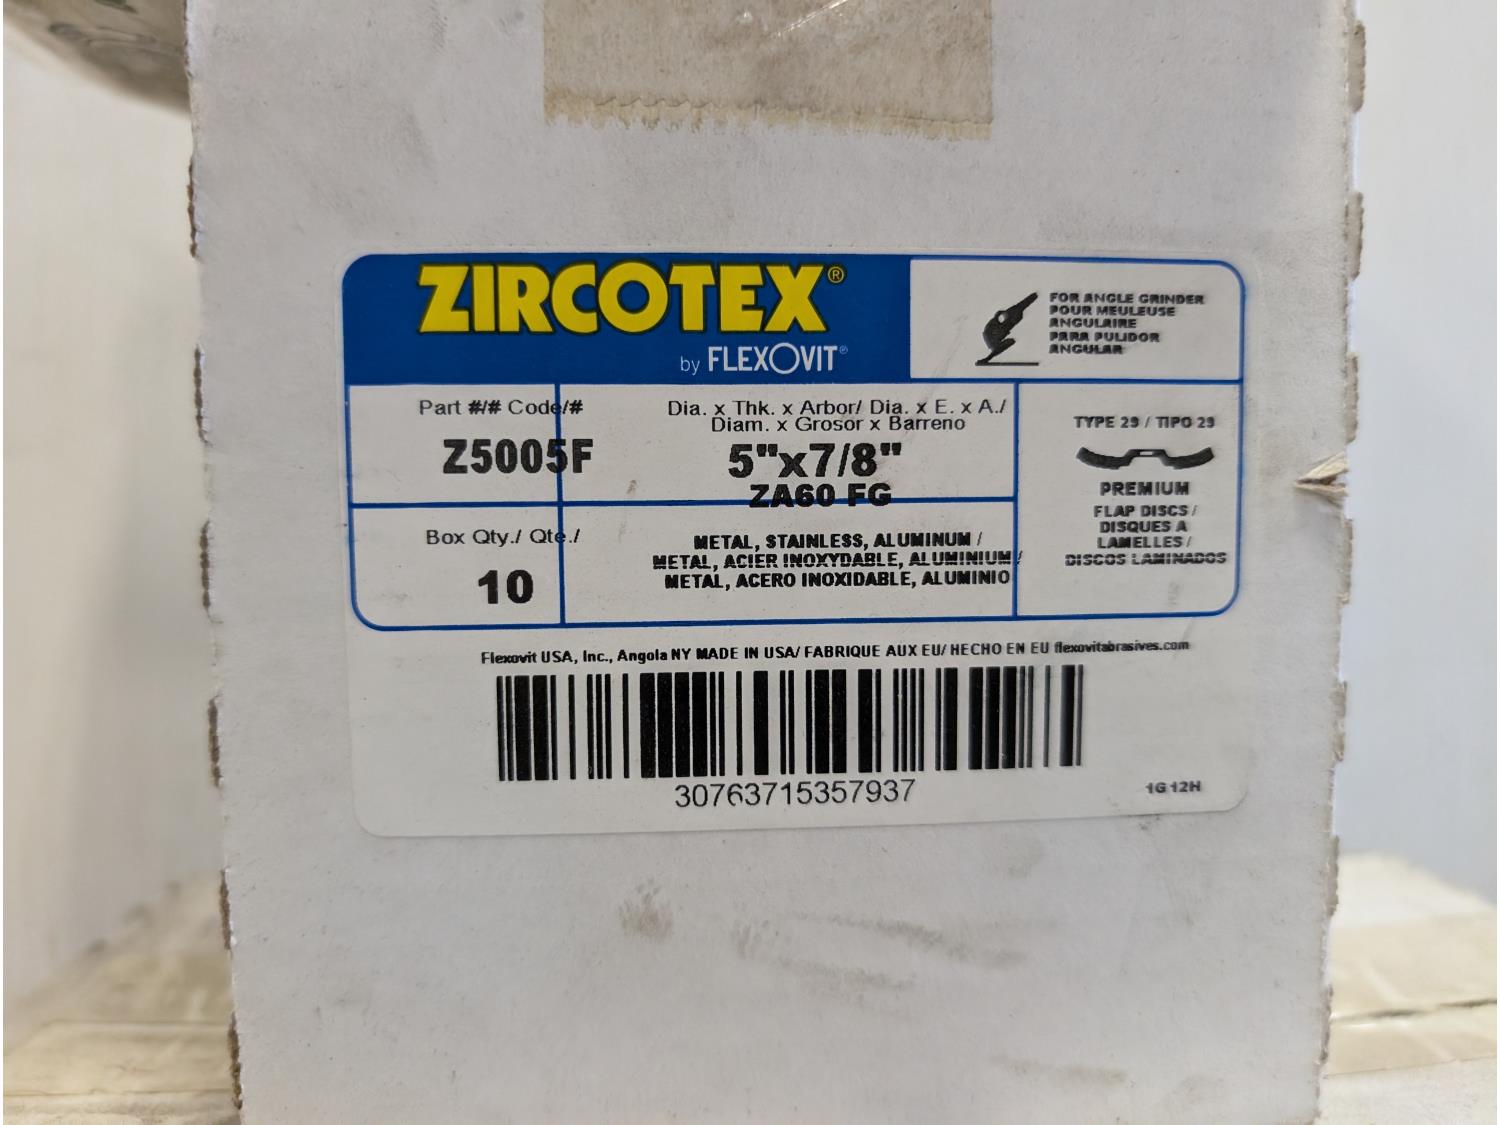 ZIRCOTEX®
by FLEXOVIT®
FOR ANGLE GRINDER
POUR MEULEUSE
ANGULAIRE
PARA PULIDOR
ANGULAR
Part #/# Code/#
Z5005F
Dia. x Thk. x Arbor/ Dia. x E. x A./
Diam. x Grosor x Barreno
5"x7/8"
ZA60 FG
TYPE 29 / TIPO 29
PREMIUM
FLAP DISCS /
DISQUES A
LAMELLES /
DISCOS LAMINADOS
Box Qty./ Qte./
10
METAL, STAINLESS, ALUMINUM /
METAL, ACIER INOXYDABLE, ALUMINIUM /
METAL, ACERO INOXIDABLE, ALUMINIO
Flexovit USA, Inc., Angola NY MADE IN USA/ FABRIQUE AUX EU/ HECHO EN EU flexovitabrasives.com
30763715357937
1G 12H